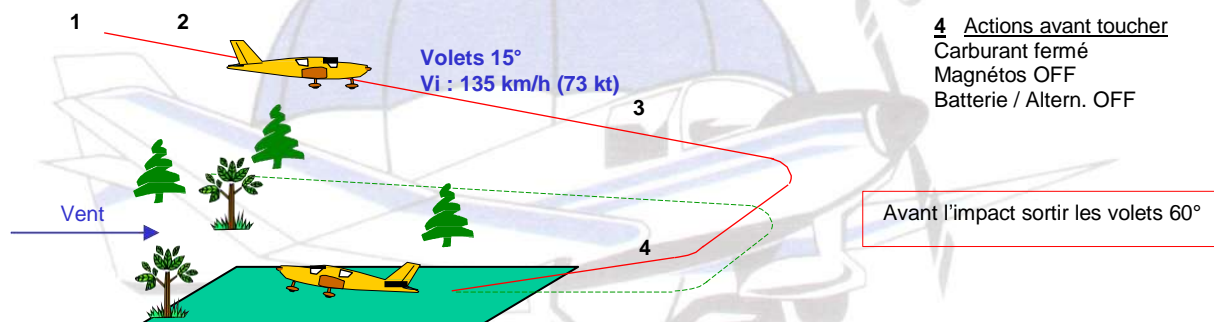 1 2
Volets 15°
Vi : 135 km/h (73 kt)
3
4 Actions avant toucher
Carburant fermé
Magnétos OFF
Batterie / Altern. OFF
Vent
4
Avant l'impact sortir les volets 60°